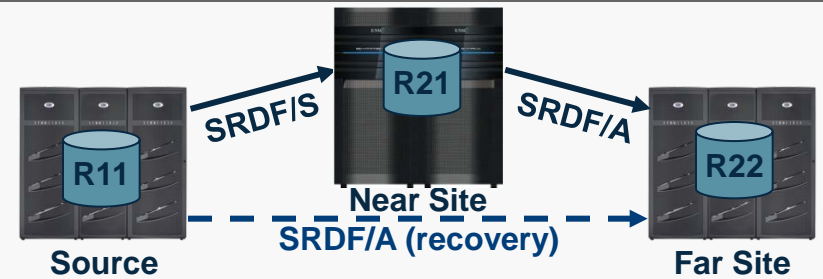 R21
SRDF/S
SRDF/A
R11
R22
Near Site
SRDF/A (recovery)
Source
Far Site